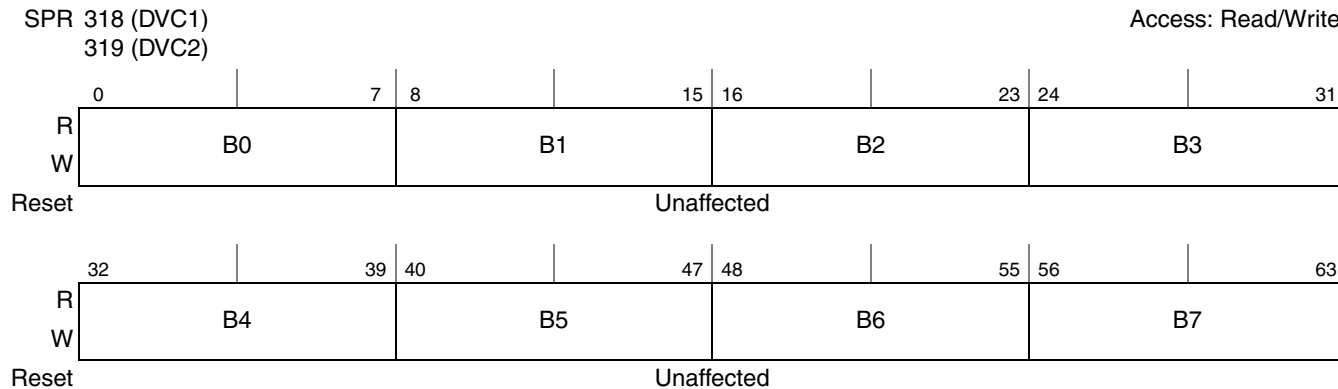 SPR 318 (DVC1) Access: Read/Write
319 (DVC2)
0 7 8 15 16 23 24 31
R B0 B1 B2 B3
W
Reset Unaffected
32 39 40 47 48 55 56 63
R B4 B5 B6 B7
W
Reset Unaffected